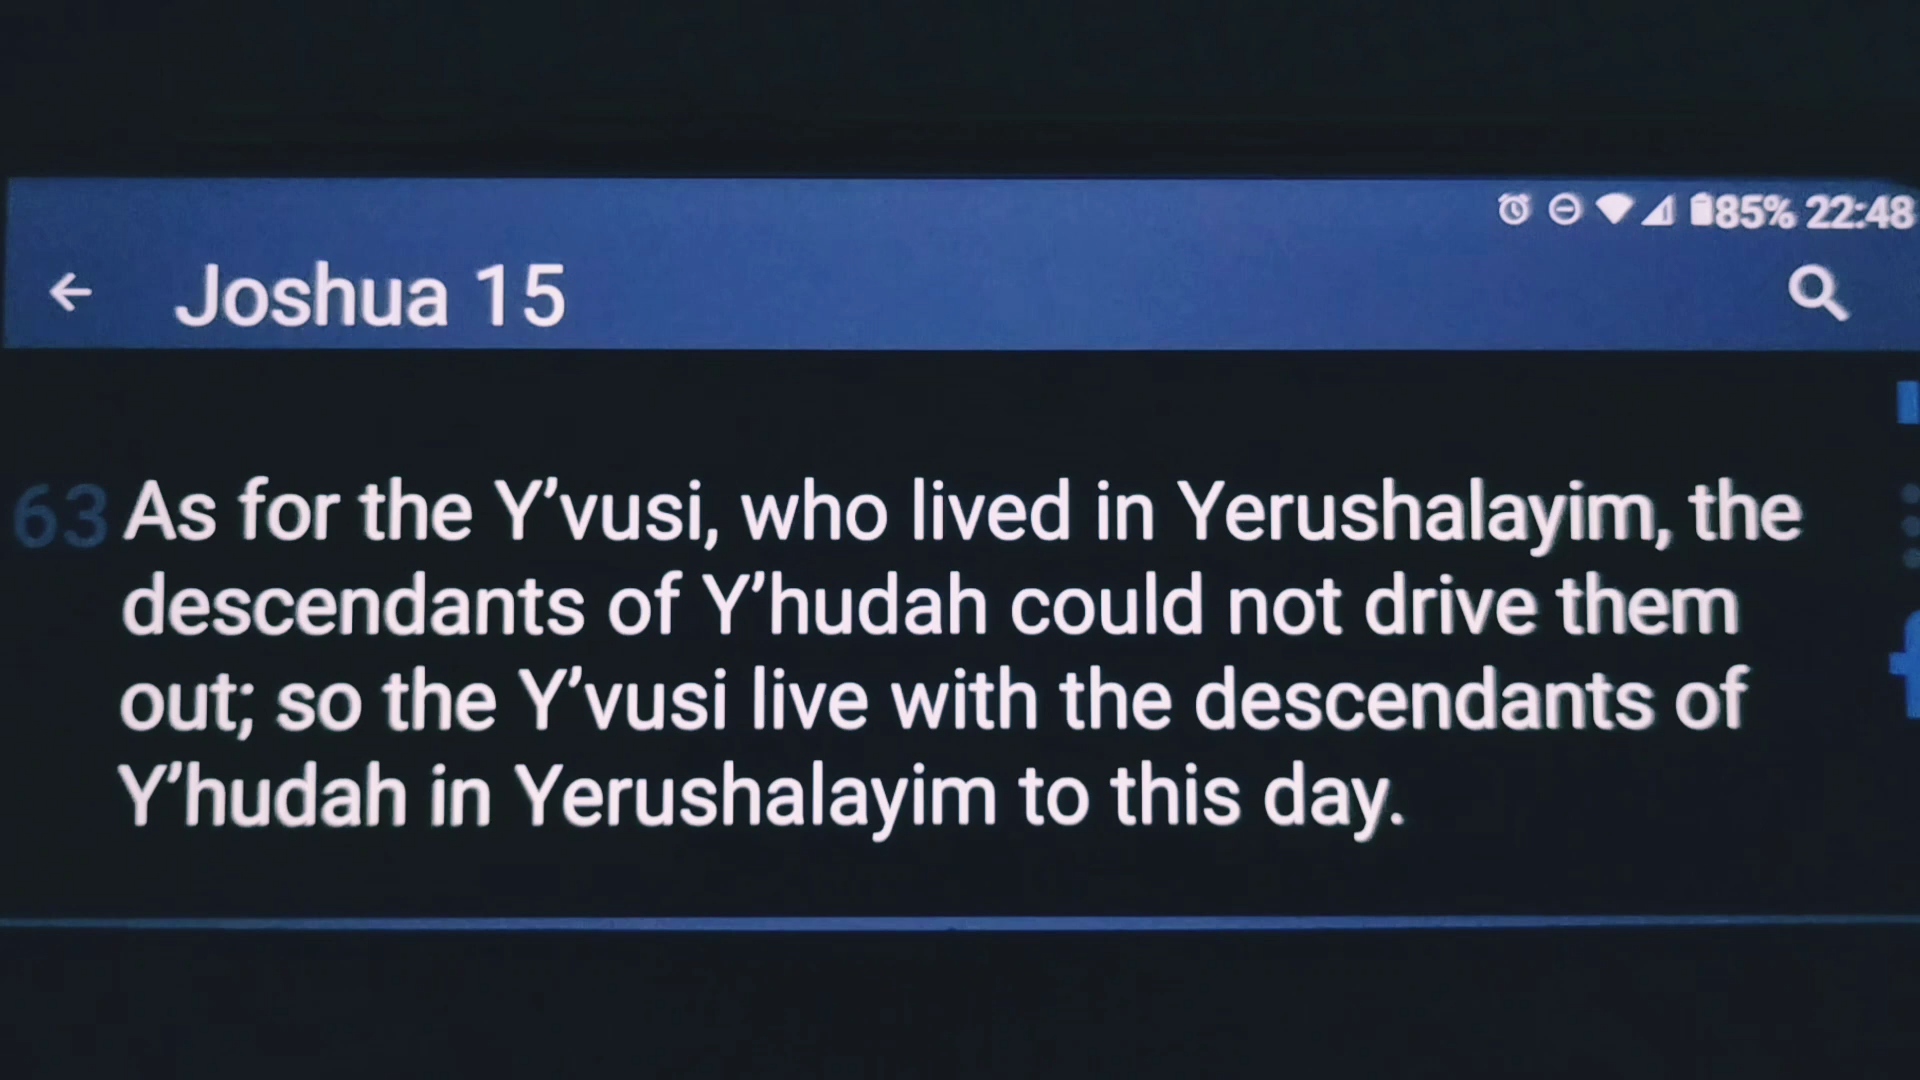 85% 22:48
Joshua 15
63 As for the Y’vusi, who lived in Yerushalayim, the
descendants of Y’hudah could not drive them
out; so the Y’vusi live with the descendants of
Y’hudah in Yerushalayim to this day.